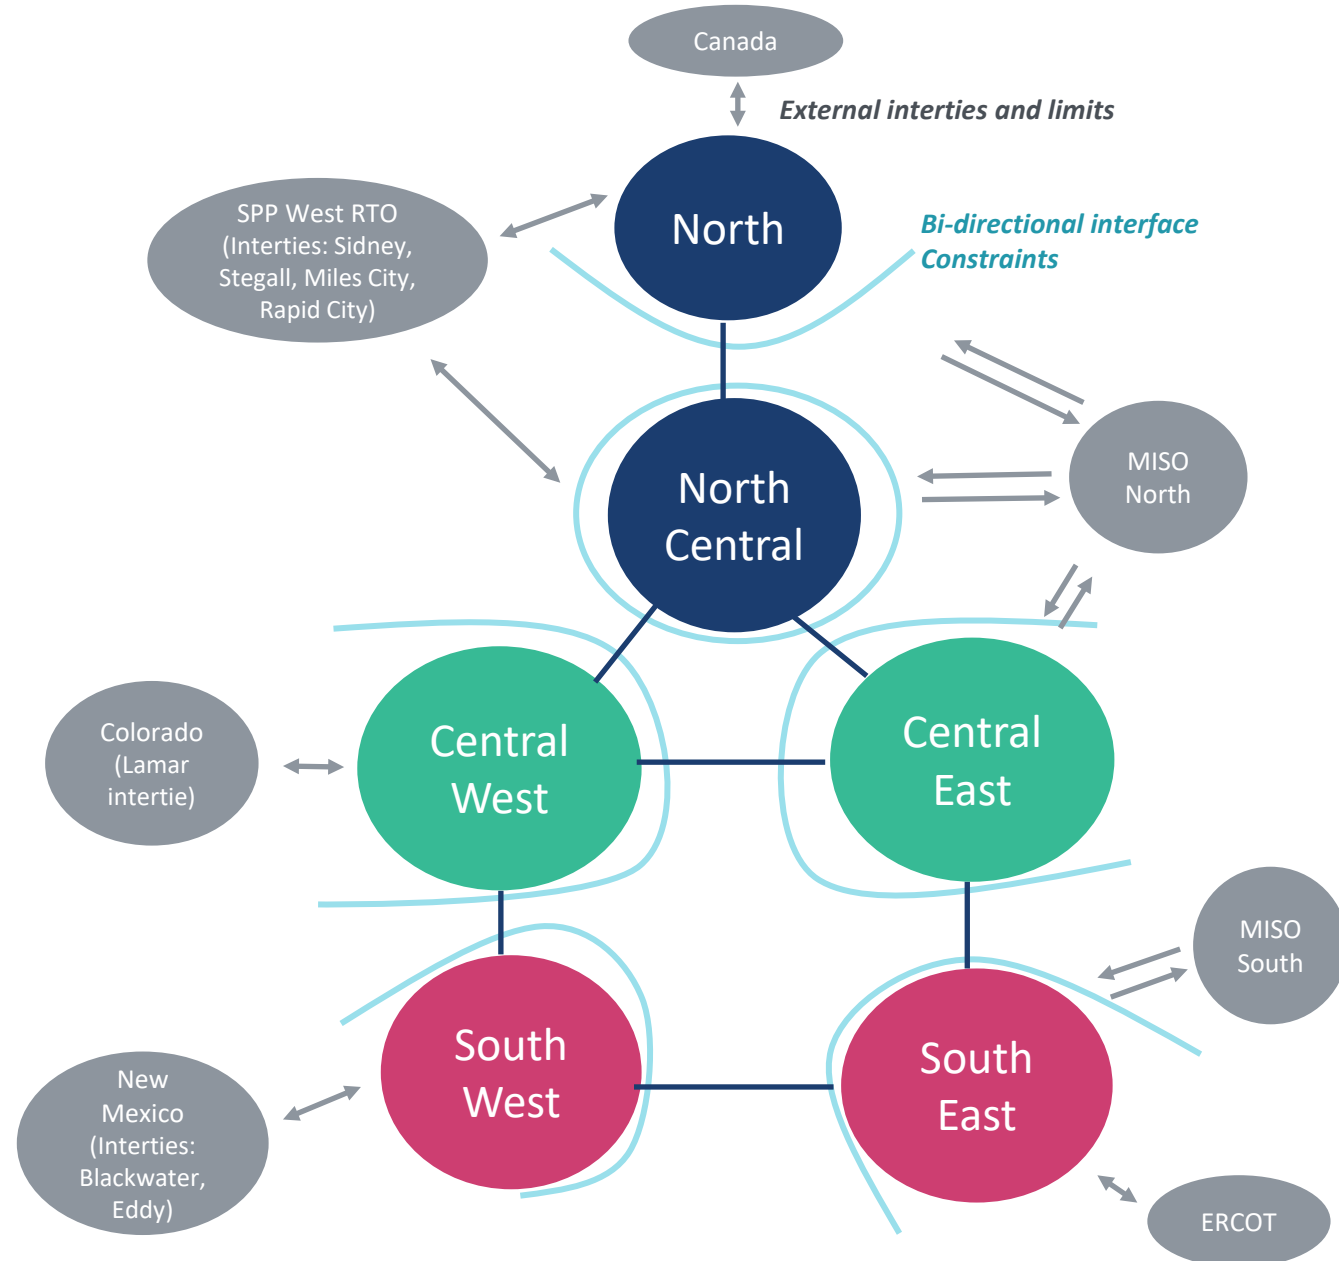 Canada
External interties and limits
SPP West RTO
(Interties: Sidney,
Stegall, Miles City,
Rapid City)
North
Bi-directional interface
Constraints
MISO
North
North
Central
Colorado
(Lamar
intertie)
Central
West
Central
East
MISO
South
New
Mexico
(Interties:
Blackwater,
Eddy)
South
West
South
East
ERCOT